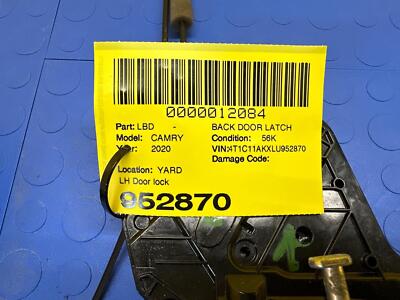 0000012084
Part: LBD - BACK DOOR LATCH
Model: CAMRY Condition: 56K
Year: 2020 VIN:4T1C11AKXLU952870
Damage Code:
Location: YARD
LH Door lock
952870